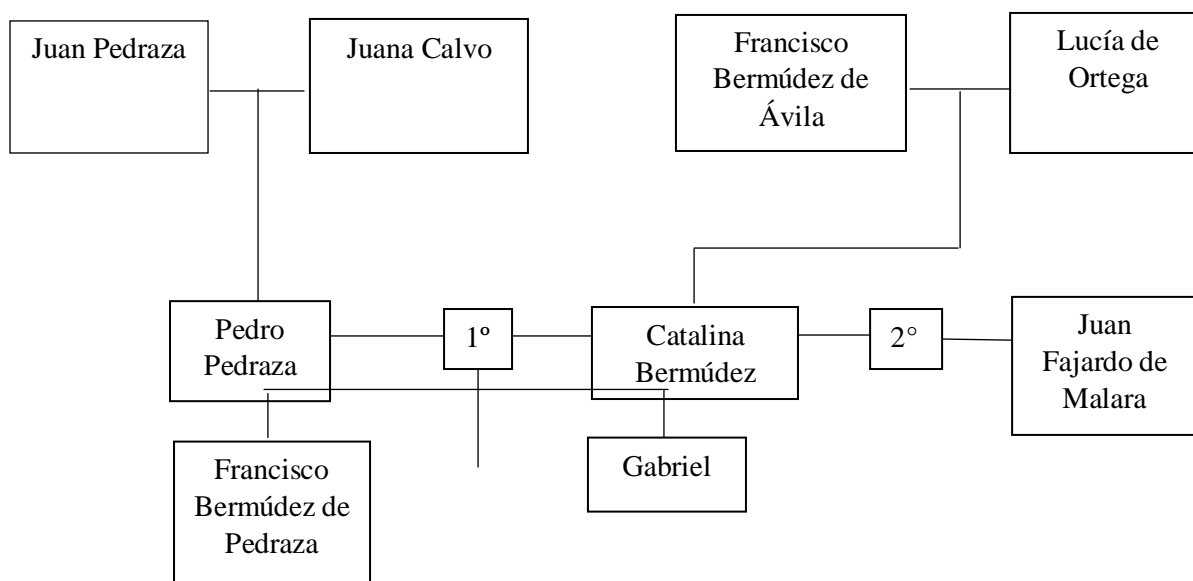 Juan Pedraza
Juana Calvo
Francisco
Bermúdez de
Ávila
Lucía de
Ortega
Pedro
Pedraza
1º
Catalina
Bermúdez
2°
Juan
Fajardo de
Malara
Francisco
Bermúdez de
Pedraza
Gabriel